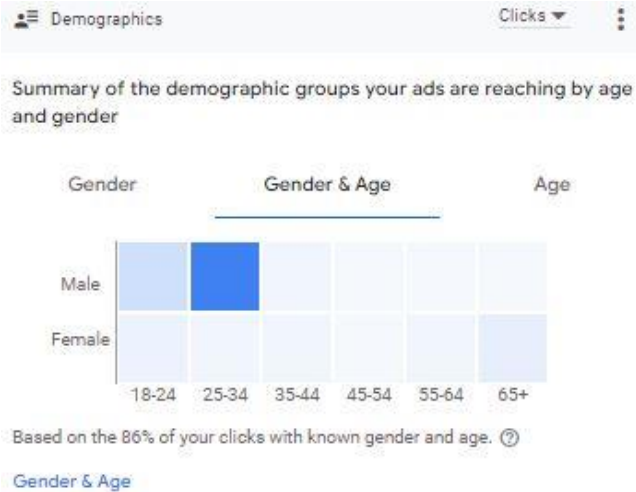 Demographics
Clicks
Summary of the demographic groups your ads are reaching by age
and gender
Gender
Gender & Age
Age
Male
Female
18-24 25-34 35-44 45-54 55-64 65+
Based on the 86% of your clicks with known gender and age.
Gender & Age